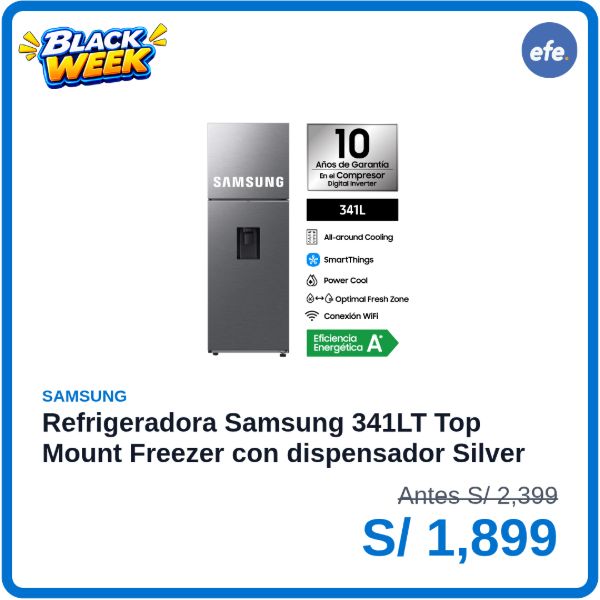 BLACK
WEEK
efe.
SAMSUNG
10
Años de Garantía
En el Compresor
Digital Inverter
341L
All-around Cooling
SmartThings
Power Cool
Optimal Fresh Zone
Conexión WiFi
Eficiencia
Energética A+
SAMSUNG
Refrigeradora Samsung 341LT Top
Mount Freezer con dispensador Silver
Antes S/ 2,399
S/ 1,899